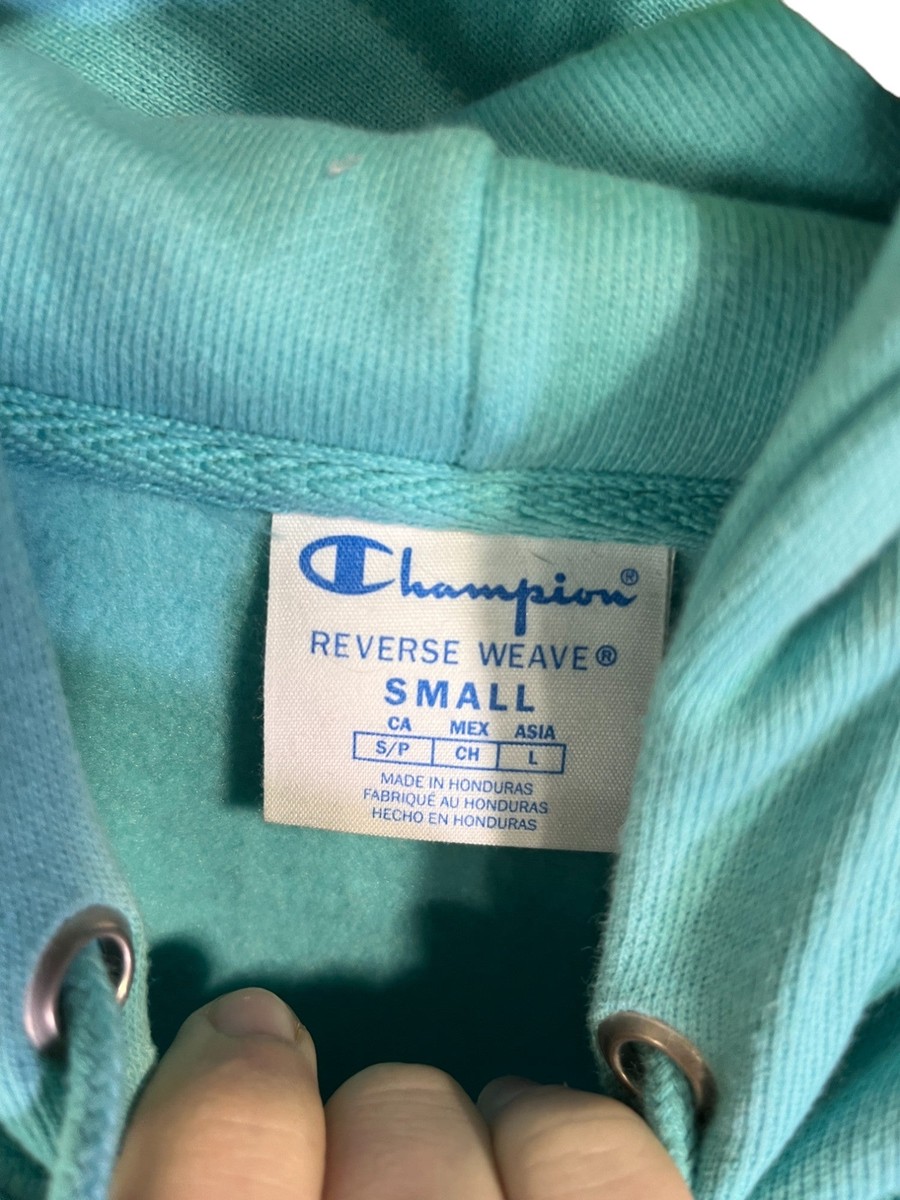 Champion®
REVERSE WEAVE®
SMALL
CA MEX ASIA
S/P CH L
MADE IN HONDURAS
FABRIQUÉ AU HONDURAS
HECHO EN HONDURAS